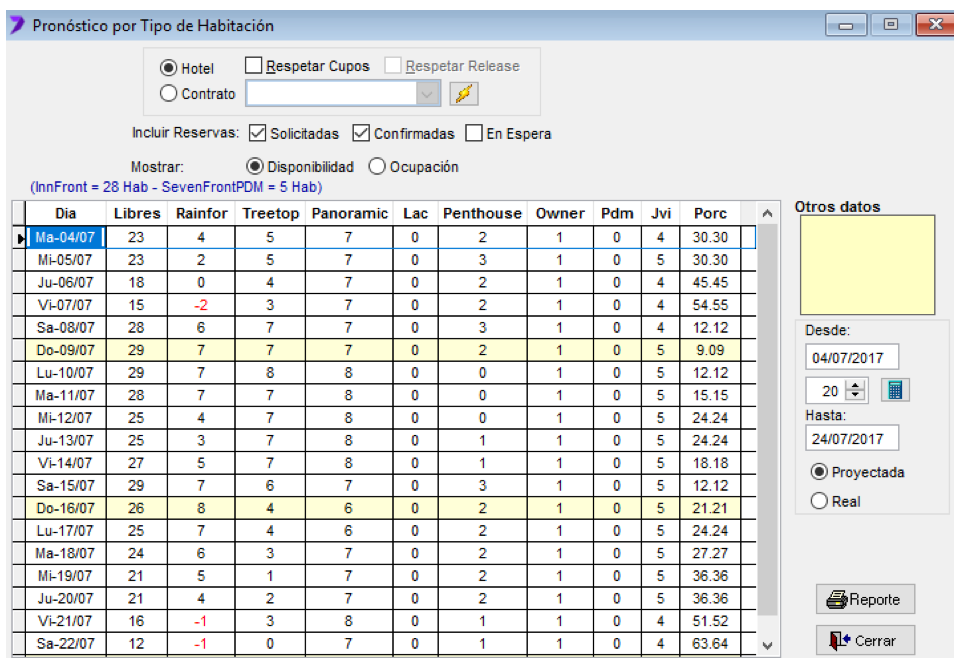 Pronóstico por Tipo de Habitación
Hotel Respetar Cupos Respetar Release
Contrato
Incluir Reservas: Solicitadas Confirmadas En Espera
Mostrar: Disponibilidad Ocupación
(InnFront = 28 Hab - SevenFrontPDM = 5 Hab)
Dia Libres Rainfor Treetop Panoramic Lac Penthouse Owner Pdm Jvi Porc
Ma-04/07 23 4 5 7 0 2 1 0 4 30.30
Mi-05/07 23 2 5 7 0 3 1 0 5 30.30
Ju-06/07 18 0 4 7 0 2 1 0 4 45.45
Vi-07/07 15 -2 3 7 0 2 1 0 4 54.55
Sa-08/07 28 6 7 7 0 3 1 0 4 12.12
Do-09/07 29 7 7 7 0 2 1 0 5 9.09
Lu-10/07 29 7 8 8 0 0 1 0 5 12.12
Ma-11/07 28 7 7 8 0 0 1 0 5 15.15
Mi-12/07 25 4 7 8 0 0 1 0 5 24.24
Ju-13/07 25 3 7 8 0 1 1 0 5 24.24
Vi-14/07 27 5 7 8 0 1 1 0 5 18.18
Sa-15/07 29 7 6 7 0 3 1 0 5 12.12
Do-16/07 26 8 4 6 0 2 1 0 5 21.21
Lu-17/07 25 7 4 6 0 2 1 0 5 24.24
Ma-18/07 24 6 3 7 0 2 1 0 5 27.27
Mi-19/07 21 5 1 7 0 2 1 0 5 36.36
Ju-20/07 21 4 2 7 0 2 1 0 5 36.36
Vi-21/07 16 -1 3 8 0 1 1 0 4 51.52
Sa-22/07 12 -1 0 7 0 1 1 0 4 63.64
Otros datos
Desde:
04/07/2017
20
Hasta:
24/07/2017
Proyectada
Real
Reporte
Cerrar